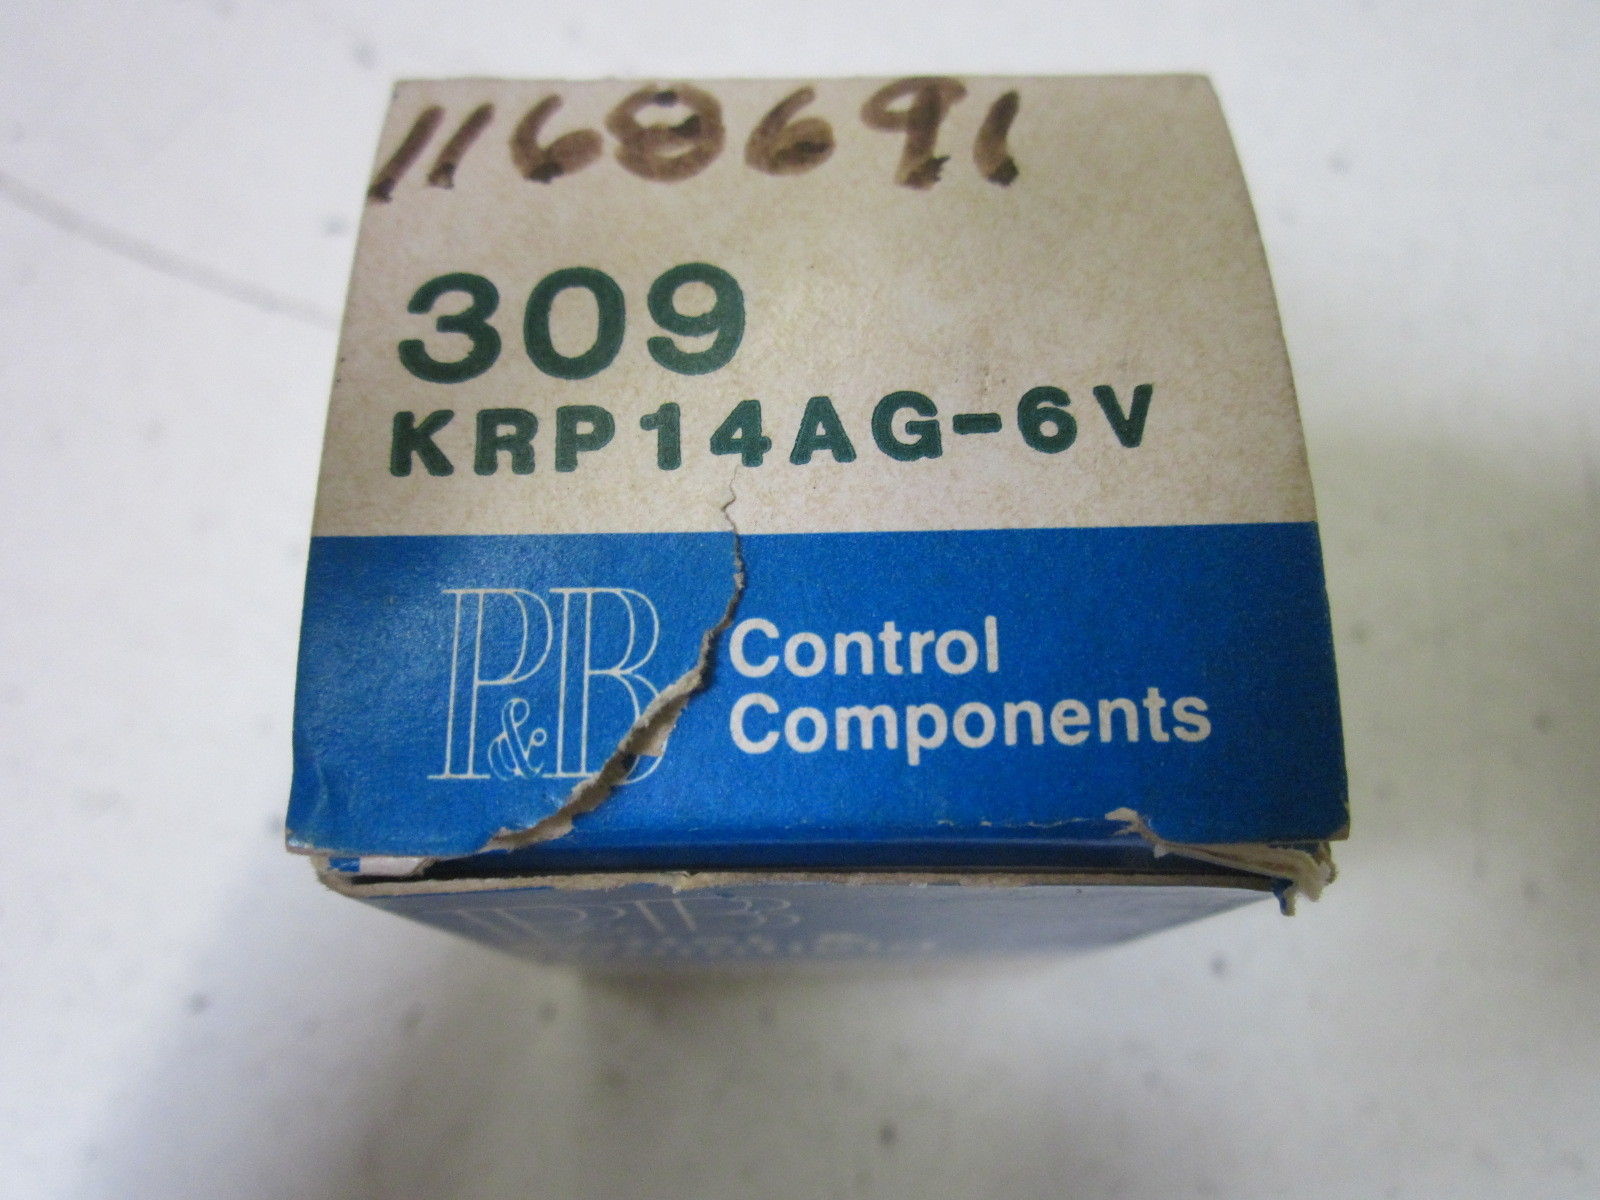 1168691
309
KRP14AG-6V
P&B Control
Components